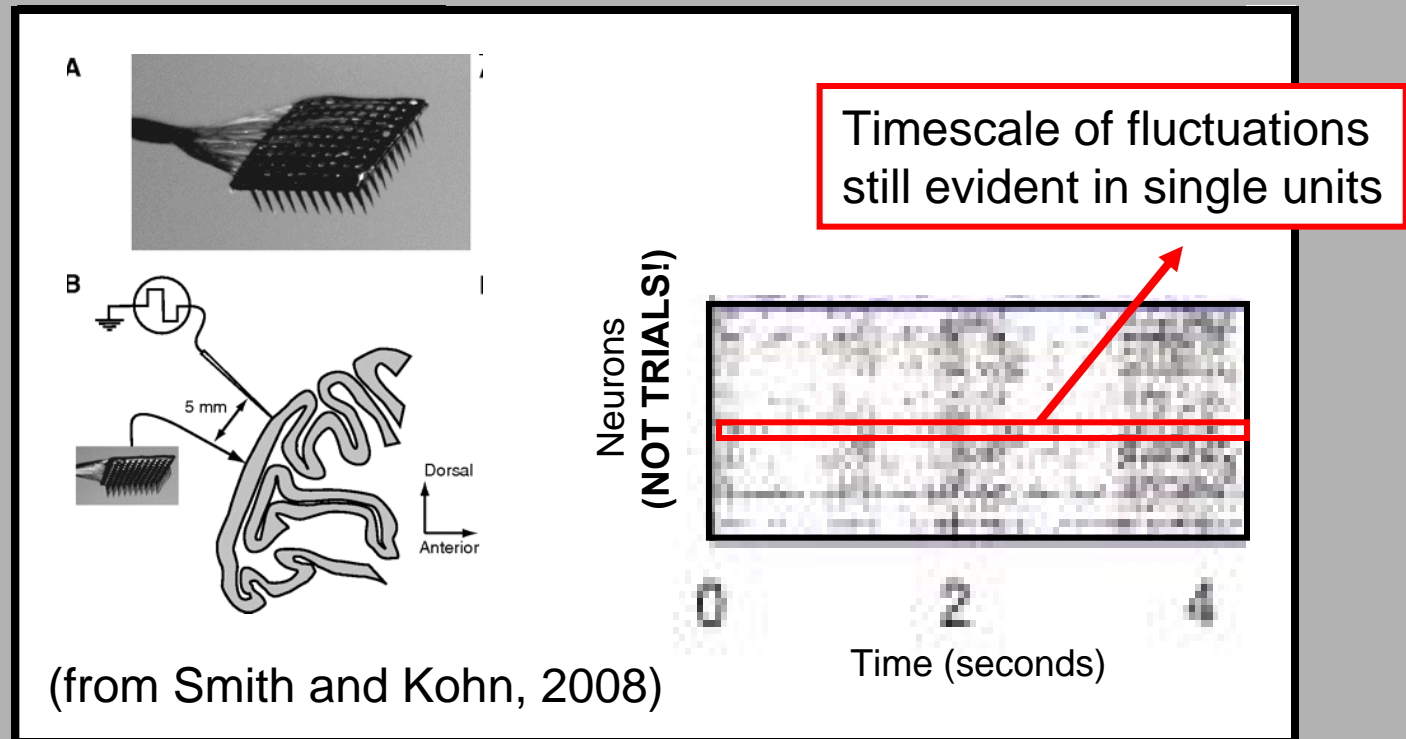 A
Timescale of fluctuations
still evident in single units
B
5 mm
Dorsal
Anterior
Neurons
(NOT TRIALS!)
0
2
4
Time (seconds)
(from Smith and Kohn, 2008)